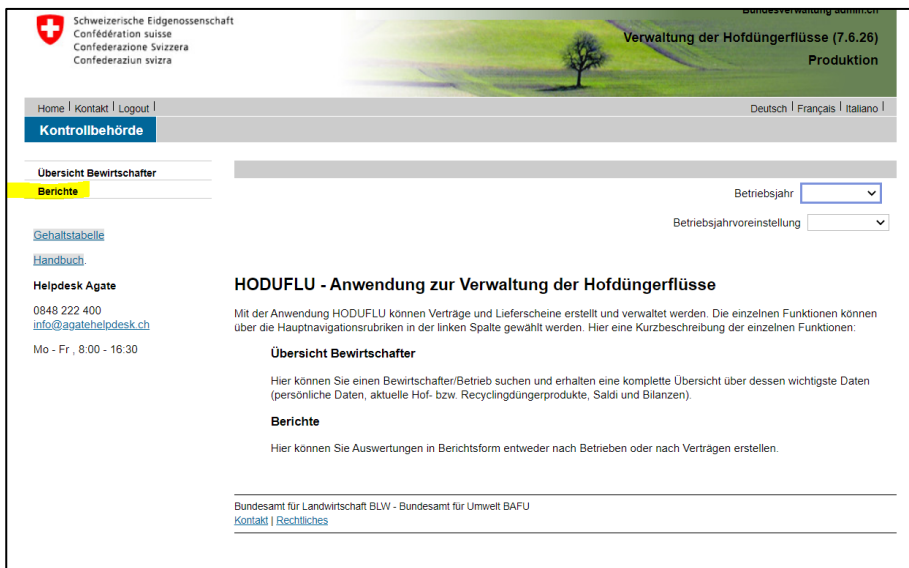 Bundesverwaltung admin.ch
Schweizerische Eidgenossenschaft
Confédération suisse
Confederazione Svizzera
Confederaziun svizra
Verwaltung der Hofdüngerflüsse (7.6.26)
Produktion
Home | Kontakt | Logout |
Deutsch | Français | Italiano |
Kontrollbehörde
Übersicht Bewirtschafter
Berichte
Betriebsjahr
Betriebsjahrvoreinstellung
Gehaltstabelle
Handbuch.
Helpdesk Agate
0848 222 400
info@agatehelpdesk.ch
Mo - Fr , 8:00 - 16:30
HODUFLU - Anwendung zur Verwaltung der Hofdüngerflüsse
Mit der Anwendung HODUFLU können Verträge und Lieferscheine erstellt und verwaltet werden. Die einzelnen Funktionen können
über die Hauptnavigationsrubriken in der linken Spalte gewählt werden. Hier eine Kurzbeschreibung der einzelnen Funktionen:
Übersicht Bewirtschafter
Hier können Sie einen Bewirtschafter/Betrieb suchen und erhalten eine komplette Übersicht über dessen wichtigste Daten
(persönliche Daten, aktuelle Hof- bzw. Recyclingdüngerprodukte, Saldi und Bilanzen).
Berichte
Hier können Sie Auswertungen in Berichtsform entweder nach Betrieben oder nach Verträgen erstellen.
Bundesamt für Landwirtschaft BLW - Bundesamt für Umwelt BAFU
Kontakt | Rechtliches